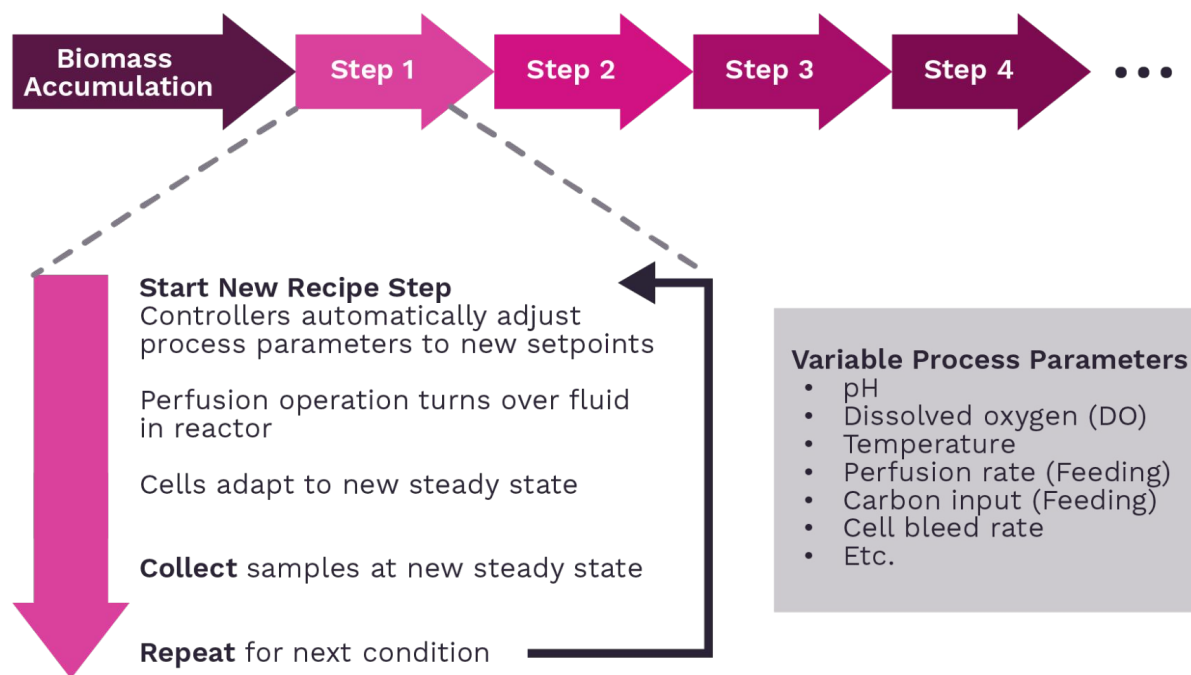 Biomass
Accumulation
Step 1
Step 2
Step 3
Step 4
Start New Recipe Step
Controllers automatically adjust
process parameters to new setpoints
Perfusion operation turns over fluid
in reactor
Cells adapt to new steady state
Collect samples at new steady state
Repeat for next condition
Variable Process Parameters
• pH
• Dissolved oxygen (DO)
• Temperature
• Perfusion rate (Feeding)
• Carbon input (Feeding)
• Cell bleed rate
• Etc.